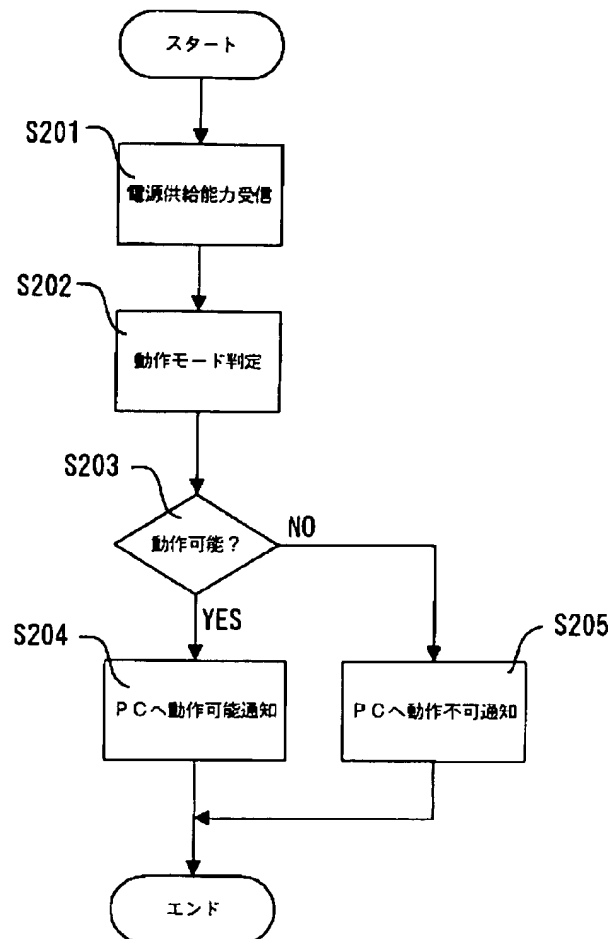 スタート
S201
電源供給能力受信
S202
動作モード判定
S203
動作可能?
NO
YES
S204
S205
PCへ動作可能通知
PCへ動作不可通知
エンド